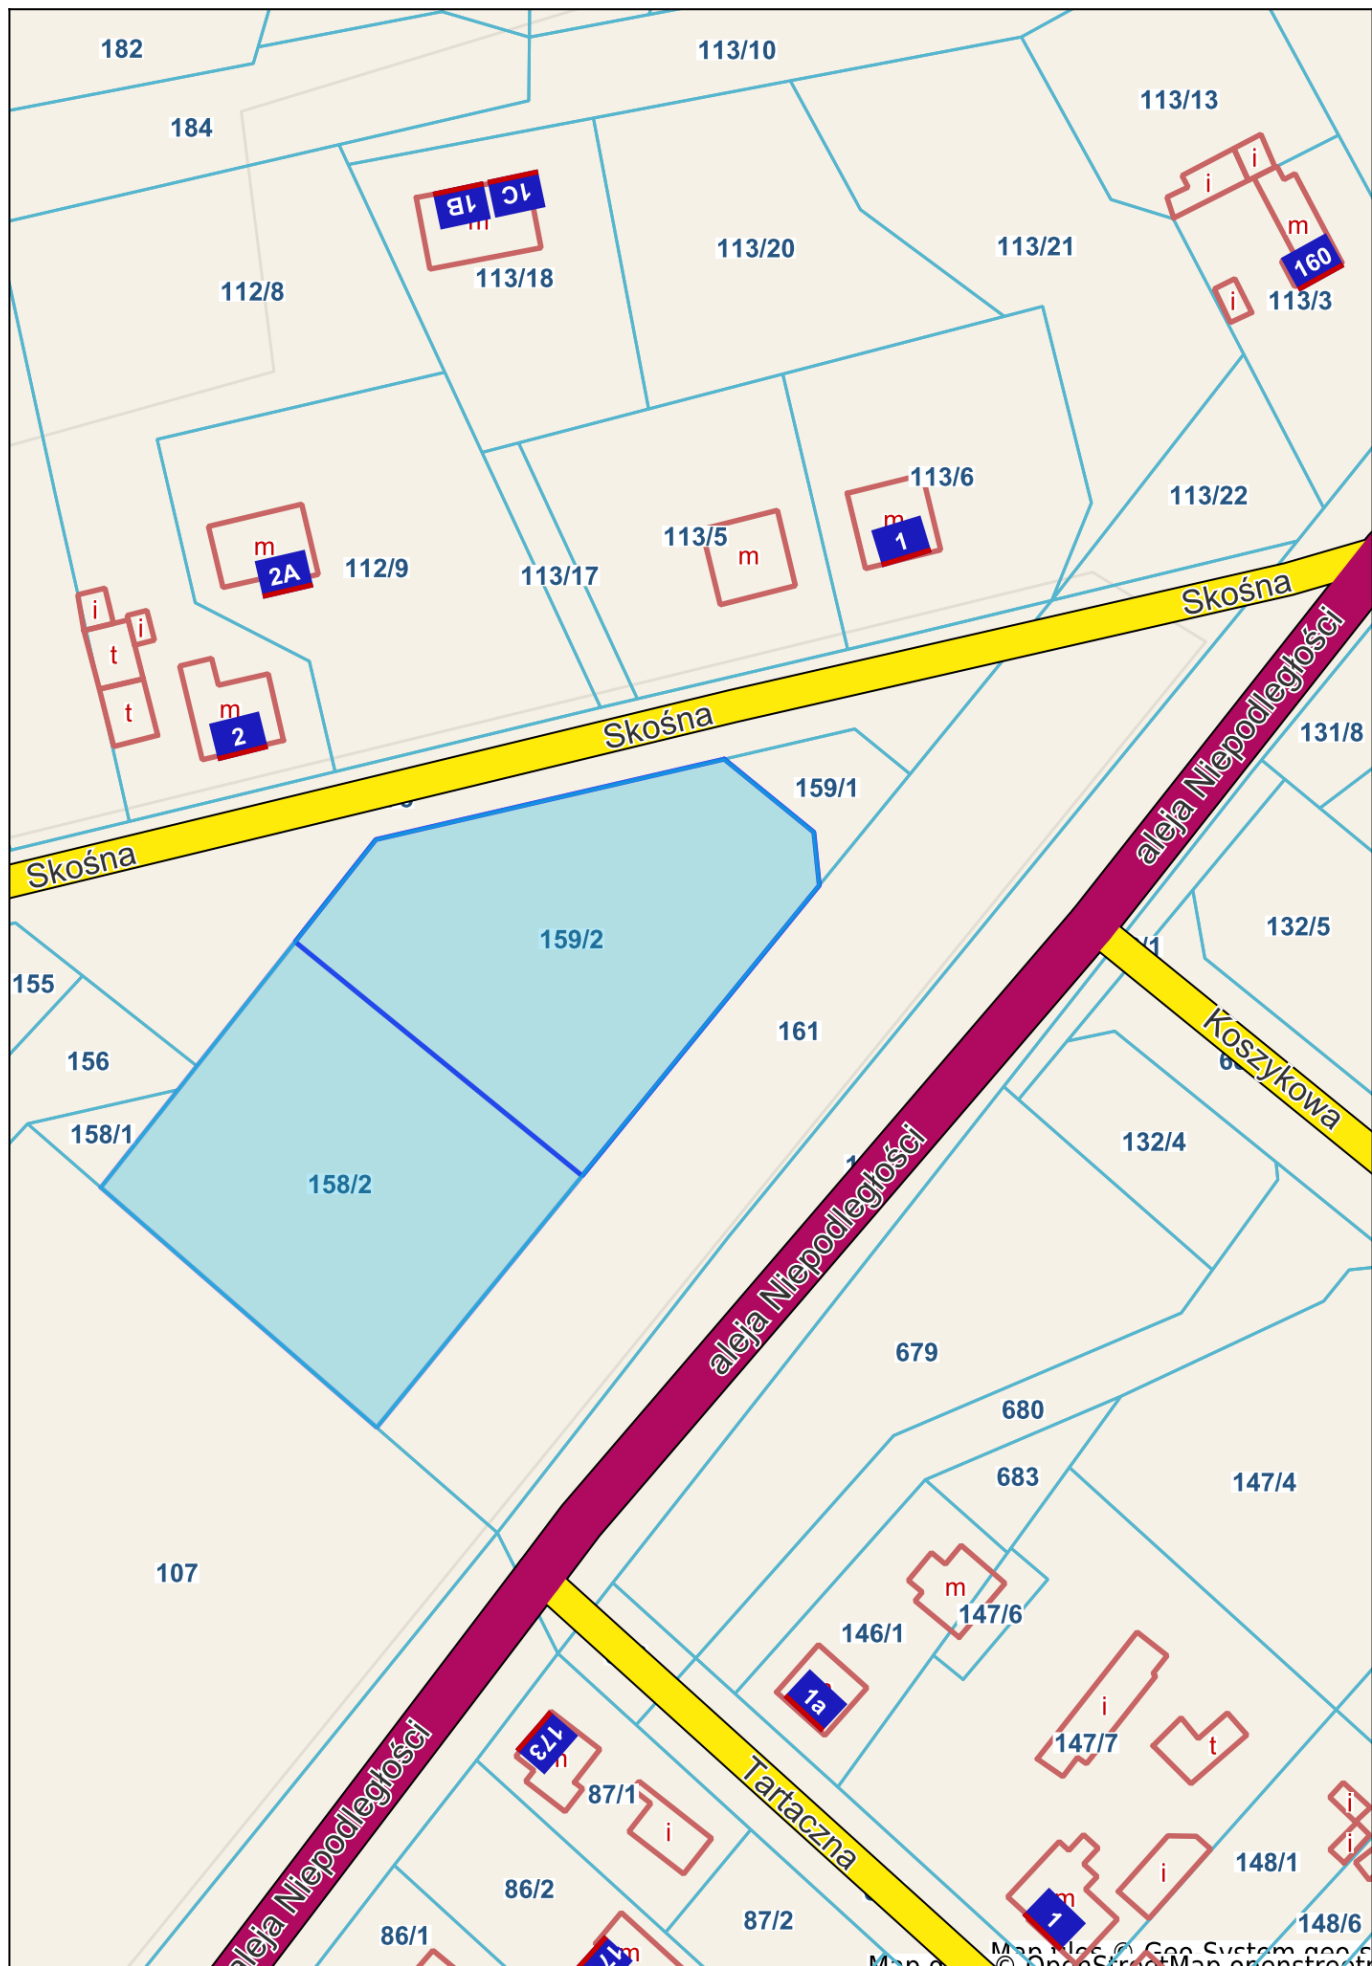 182
113/10
113/13
184
i
i
1B
1C
m
m
113/20
113/21
160
113/18
112/8
i
113/3
113/6
113/22
m
1
113/5
m
m
2A
112/9
113/17
Skośna
i
i
t
t
m
2
Skośna
aleja Niepodległości
131/8
159/1
Skośna
159/2
132/5
155
161
156
Koszykowa
158/1
132/4
158/2
aleja Niepodległości
679
680
683
147/4
107
m
147/6
146/1
1a
i
147/7
t
173
87/1
i
i
i
Tartaczna
aleja Niepodległości
148/1
i
86/2
m
1
87/2
148/6
86/1
m